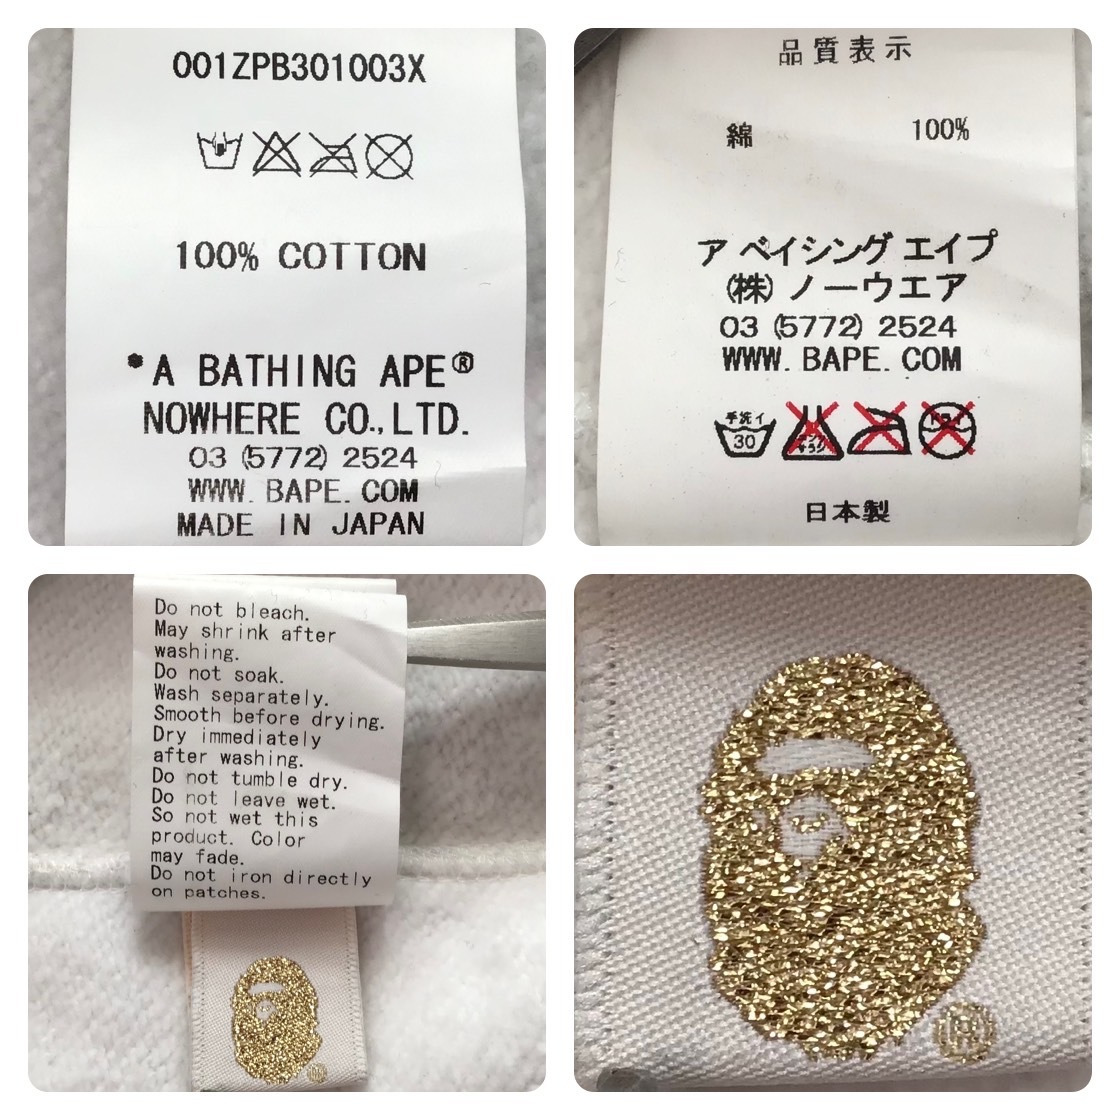 001ZPB301003X
100% COTTON
*A BATHING APE®
NOWHERE CO., LTD.
03 (5772) 2524
WWW. BAPE. COM
MADE IN JAPAN
品質表示
綿 100%
ア ベイシング エイプ
(株) ノーウエア
03 (5772) 2524
WWW. BAPE. COM
手洗イ
30
日本製
Do not bleach.
May shrink after
washing.
Do not soak.
Wash separately.
Smooth before drying.
Dry immediately
after washing.
Do not tumble dry.
Do not leave wet.
So not wet this
product. Color
may fade.
Do not iron directly
on patches.